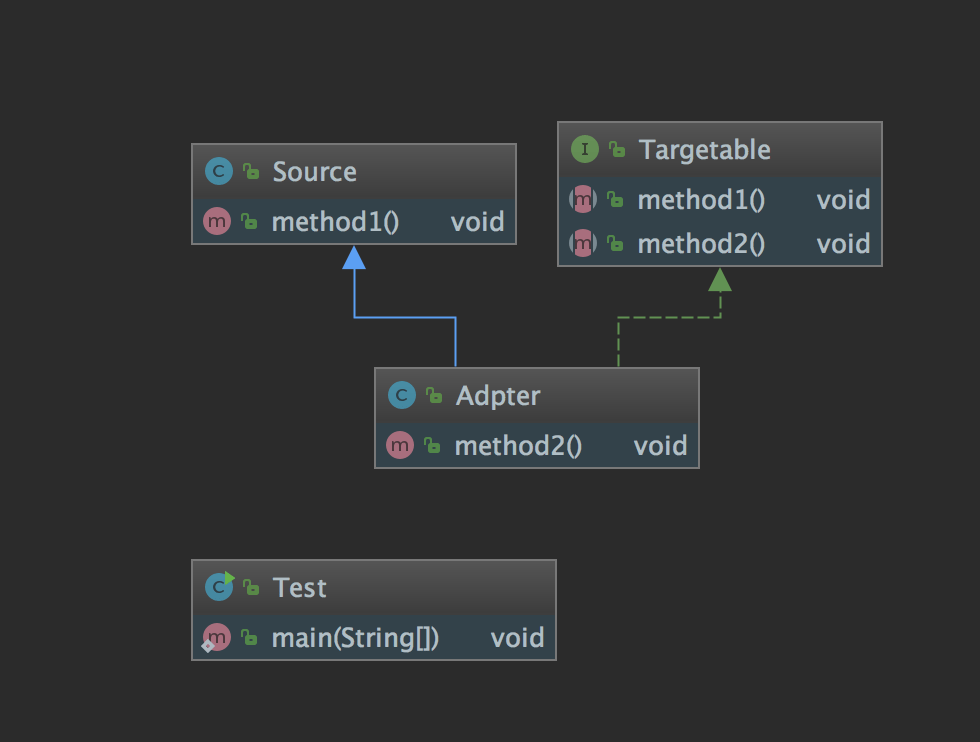 C Source
m method1() void
I Targetable
m method1() void
m method2() void
C Adpter
m method2() void
C Test
m main(String[]) void